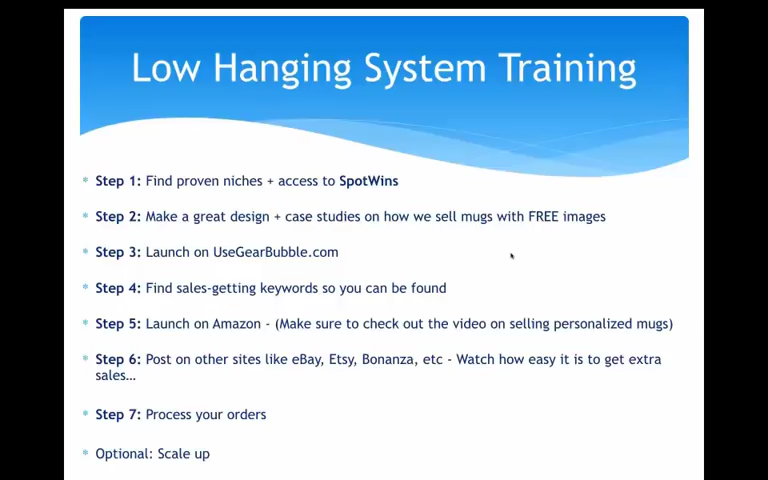 Low Hanging System Training
* Step 1: Find proven niches + access to SpotWins
* Step 2: Make a great design + case studies on how we sell mugs with FREE images
* Step 3: Launch on UseGearBubble.com
* Step 4: Find sales-getting keywords so you can be found
* Step 5: Launch on Amazon - (Make sure to check out the video on selling personalized mugs)
* Step 6: Post on other sites like eBay, Etsy, Bonanza, etc - Watch how easy it is to get extra
sales…
* Step 7: Process your orders
* Optional: Scale up